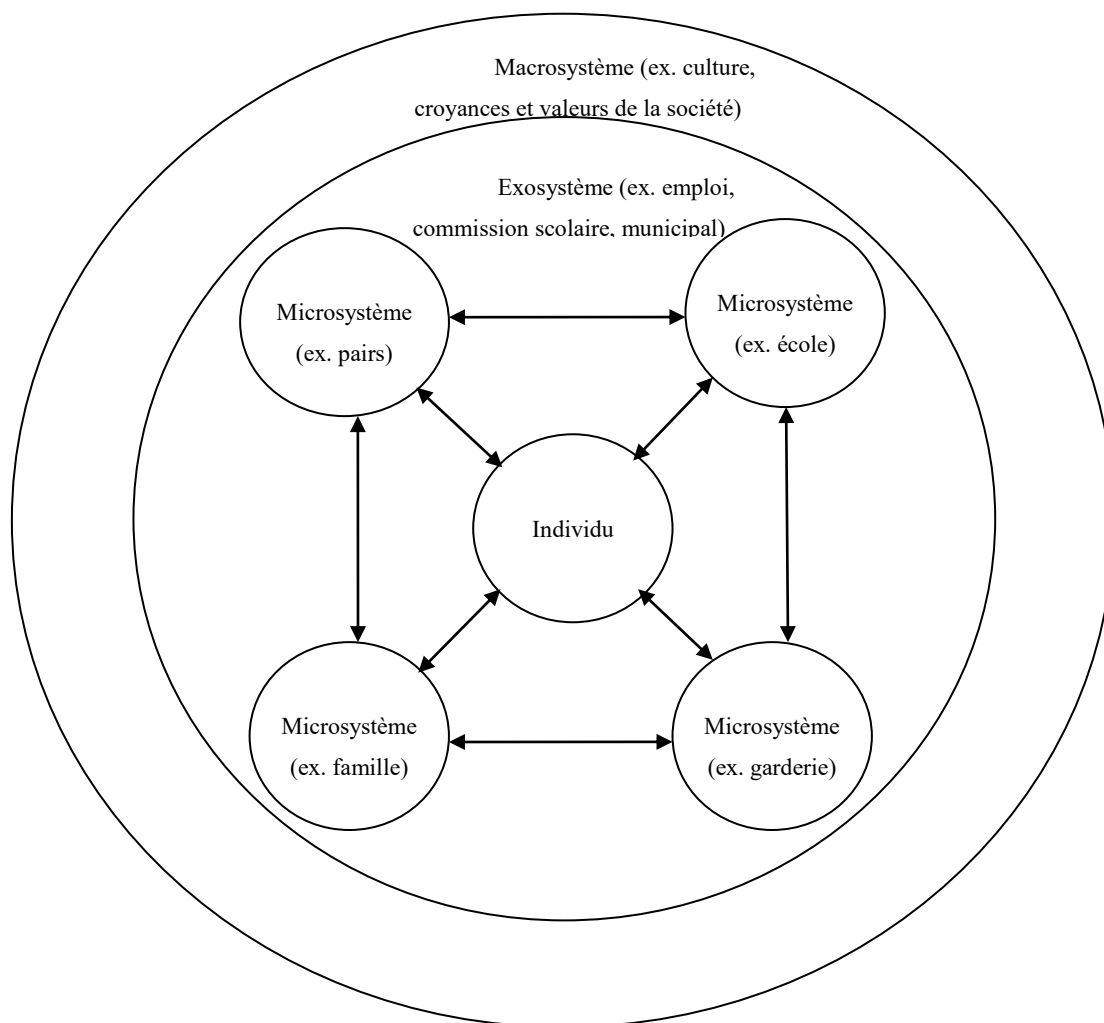 Macrosystème (ex. culture,
croyances et valeurs de la société)
Exosystème (ex. emploi,
commission scolaire, municipal)
Microsystème
(ex. pairs)
Microsystème
(ex. école)
Individu
Microsystème
(ex. famille)
Microsystème
(ex. garderie)